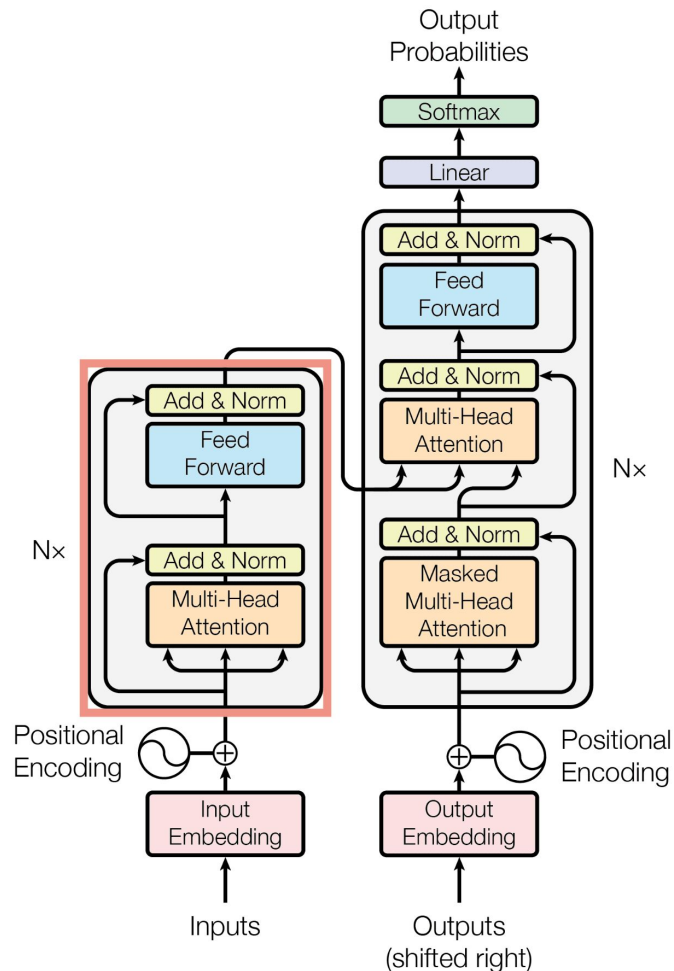 Output
Probabilities
Softmax
Linear
Add & Norm
Feed
Forward
Add & Norm
Multi-Head
Attention
Add & Norm
Masked
Multi-Head
Attention
N×
Add & Norm
Feed
Forward
N×
Add & Norm
Multi-Head
Attention
Positional
Encoding
Positional
Encoding
Input
Embedding
Output
Embedding
Inputs
Outputs
(shifted right)